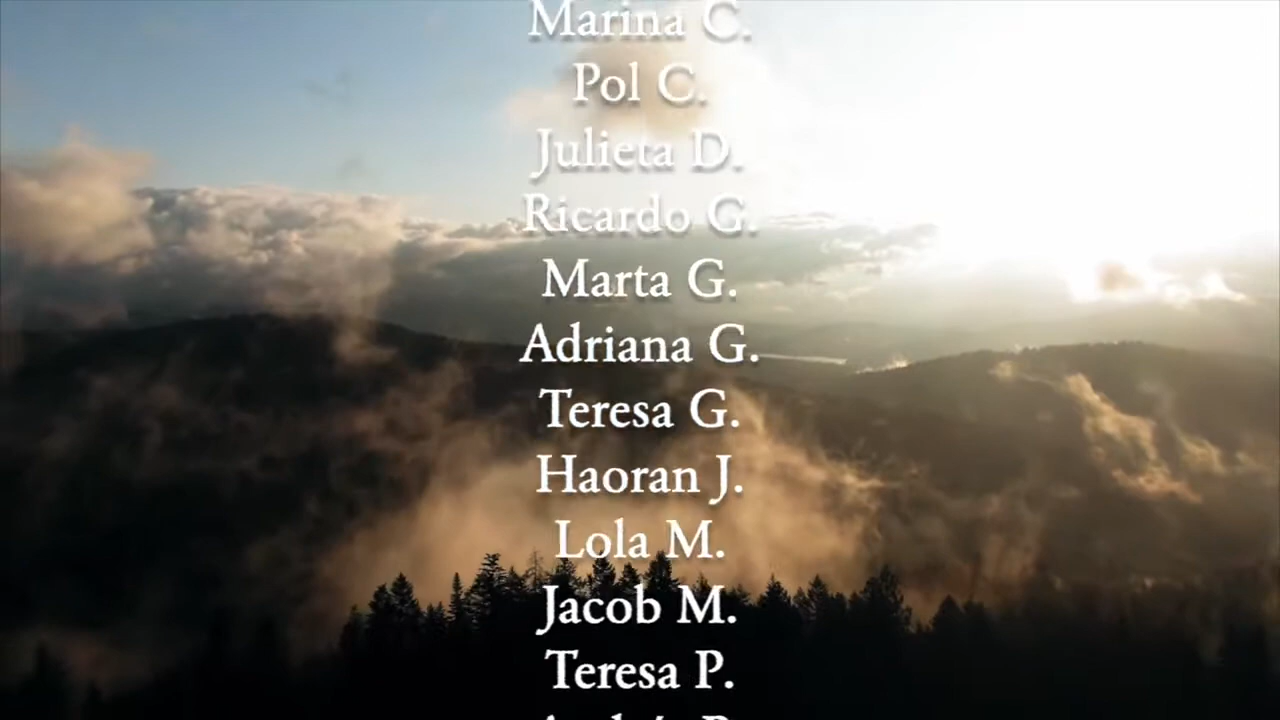 Marina C.
Pol C.
Julieta D.
Ricardo G.
Marta G.
Adriana G.
Teresa G.
Haoran J.
Lola M.
Jacob M.
Teresa P.